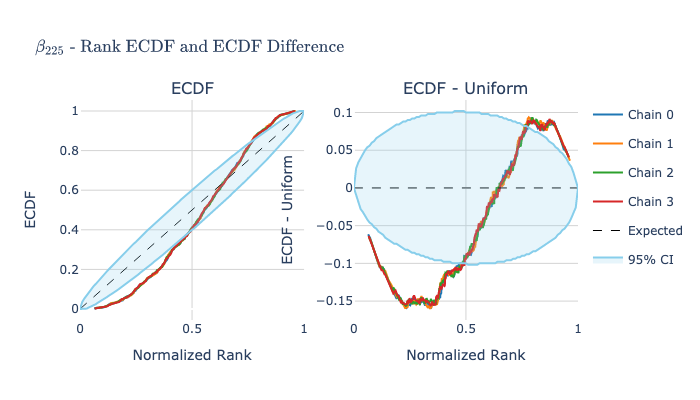 β₂₂₅ - Rank ECDF and ECDF Difference
ECDF
ECDF - Uniform
1
0.8
0.6
0.4
0.2
0
ECDF
0
0.5
1
Normalized Rank
0.1
0.05
0
−0.05
−0.1
−0.15
ECDF - Uniform
0
0.5
1
Normalized Rank
Chain 0
Chain 1
Chain 2
Chain 3
Expected
95% CI